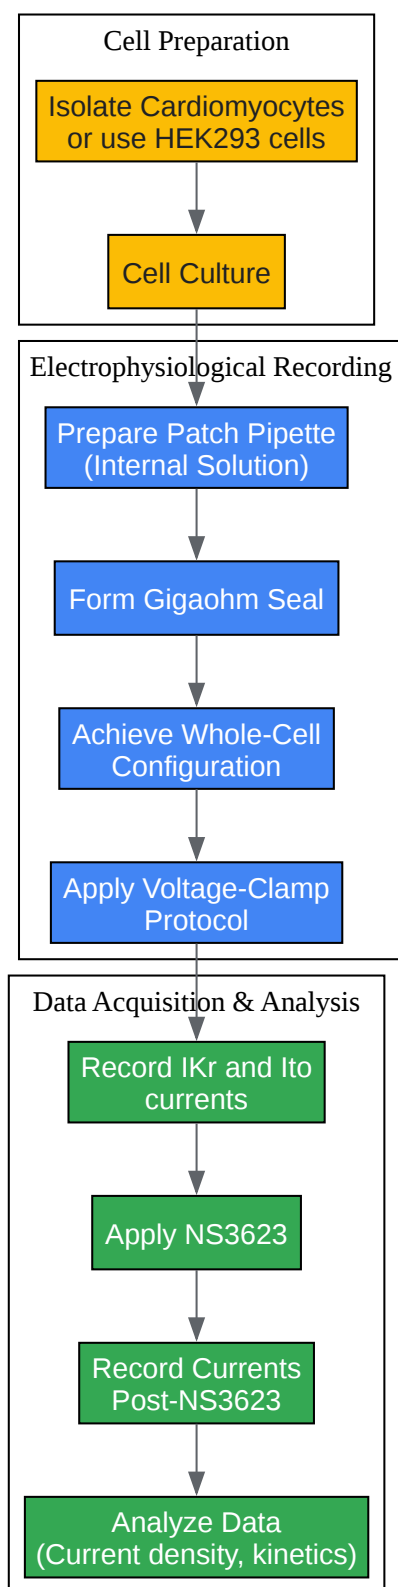 Cell Preparation
Isolate Cardiomyocytes
or use HEK293 cells
Cell Culture
Electrophysiological Recording
Prepare Patch Pipette
(Internal Solution)
Form Gigaohm Seal
Achieve Whole-Cell
Configuration
Apply Voltage-Clamp
Protocol
Data Acquisition & Analysis
Record IKr and Ito
currents
Apply NS3623
Record Currents
Post-NS3623
Analyze Data
(Current density, kinetics)